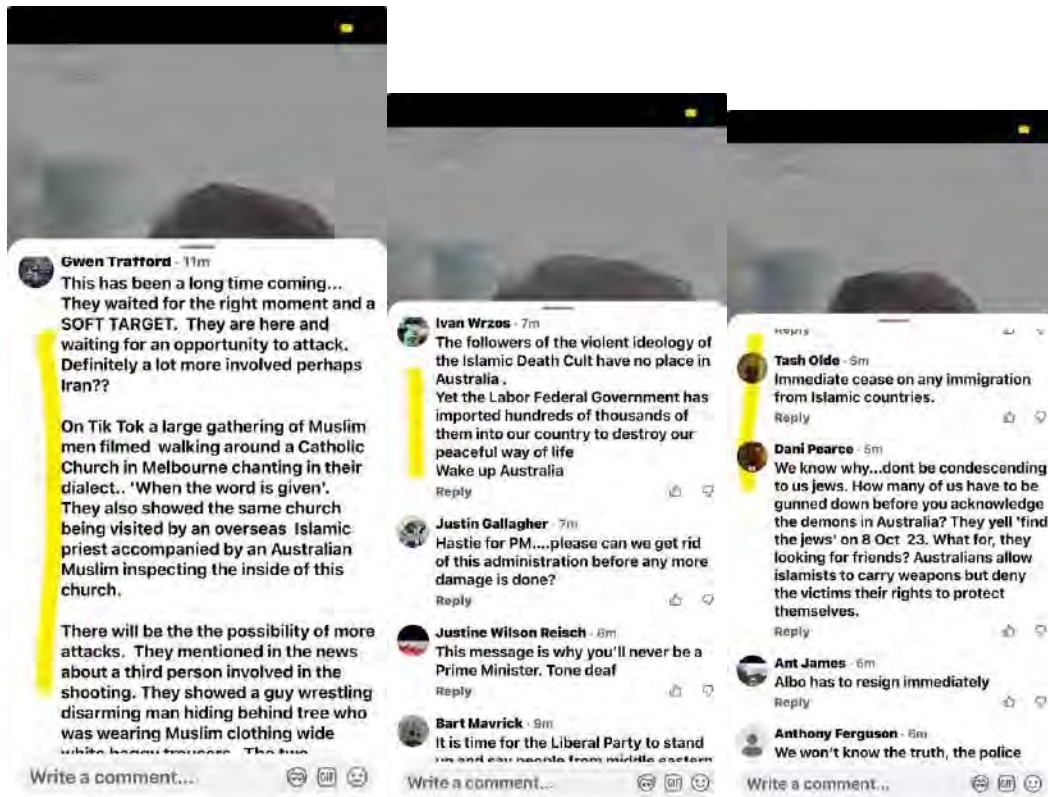 Gwen Trafford · 11m
This has been a long time coming...
They waited for the right moment and a
SOFT TARGET. They are here and
waiting for an opportunity to attack.
Definitely a lot more involved perhaps
Iran??
On Tik Tok a large gathering of Muslim
men filmed walking around a Catholic
Church in Melbourne chanting in their
dialect.. 'When the word is given'.
They also showed the same church
being visited by an overseas Islamic
priest accompanied by an Australian
Muslim inspecting the inside of this
church.
There will be the the possibility of more
attacks. They mentioned in the news
about a third person involved in the
shooting. They showed a guy wrestling
disarming man hiding behind tree who
was wearing Muslim clothing wide
white baggy trousers. The two
Write a comment...
GIF
Ivan Wrzos · 7m
The followers of the violent ideology of
the Islamic Death Cult have no place in
Australia .
Yet the Labor Federal Government has
imported hundreds of thousands of
them into our country to destroy our
peaceful way of life
Wake up Australia
Reply
Justin Gallagher · 7m
Hastie for PM....please can we get rid
of this administration before any more
damage is done?
Reply
Justine Wilson Reisch · 6m
This message is why you'll never be a
Prime Minister. Tone deaf
Reply
Bart Mavrick · 9m
It is time for the Liberal Party to stand
up and say people from middle eastern
Write a comment...
GIF
Reply
Tash Olde · 5m
Immediate cease on any immigration
from Islamic countries.
Reply
Dani Pearce · 5m
We know why...dont be condescending
to us jews. How many of us have to be
gunned down before you acknowledge
the demons in Australia? They yell 'find
the jews' on 8 Oct 23. What for, they
looking for friends? Australians allow
islamists to carry weapons but deny
the victims their rights to protect
themselves.
Reply
Ant James · 6m
Albo has to resign immediately
Reply
Anthony Ferguson · 6m
We won't know the truth, the police
Write a comment...
GIF